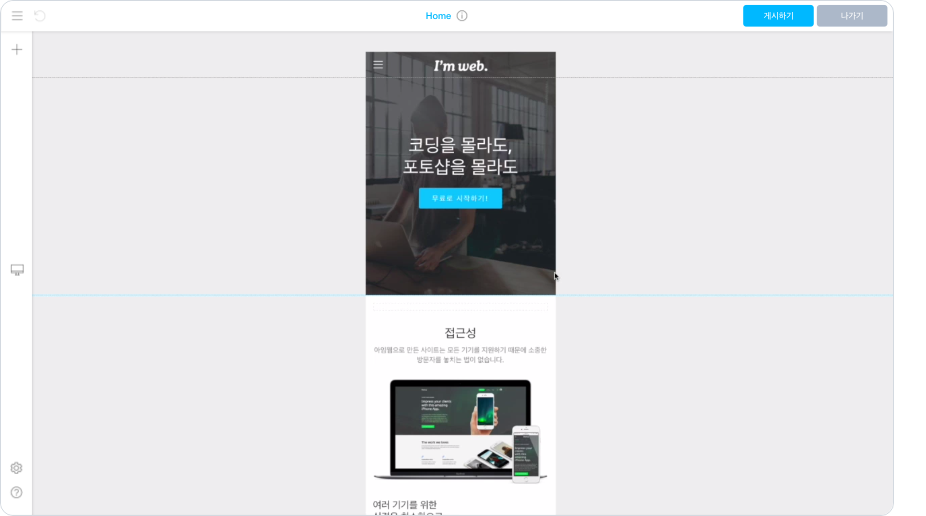 Home
게시하기
나가기
I'm web.
코딩을 몰라도,
포토샵을 몰라도
무료로 시작하기!
접근성
아임웹으로 만든 사이트는 모든 기기를 지원하기 때문에 소중한
방문자를 놓치는 법이 없습니다.
여러 기기를 위한